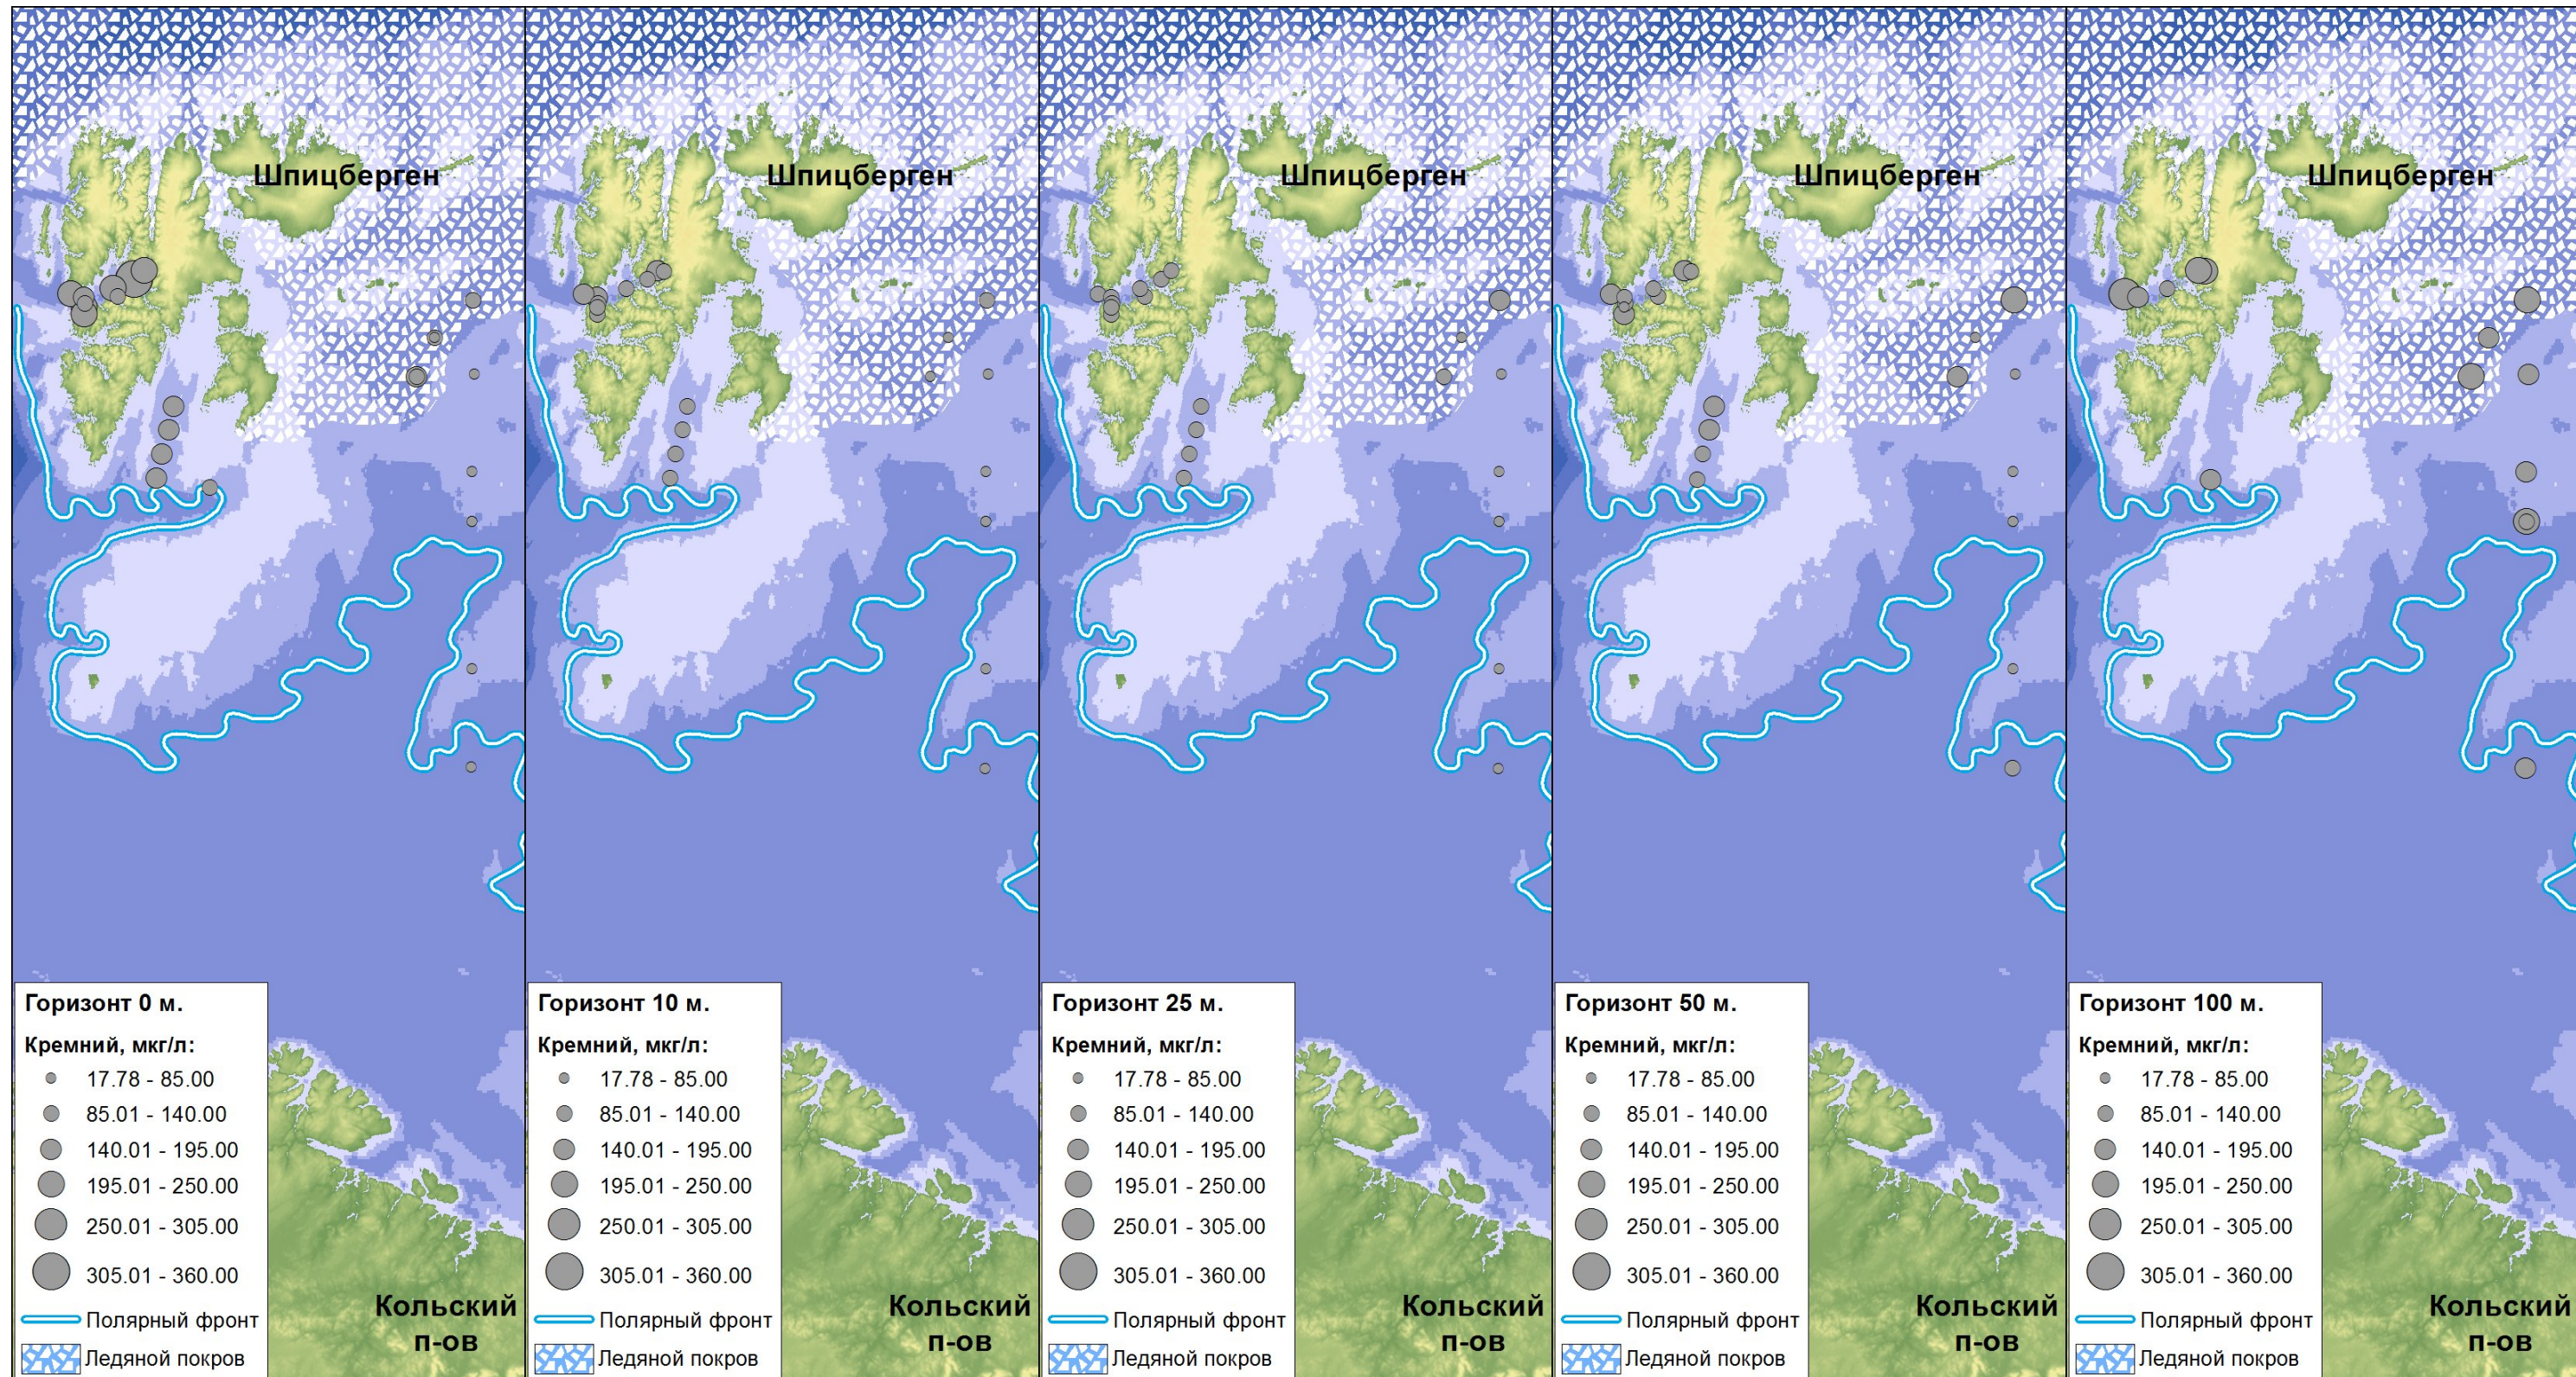 Шпицберген
Горизонт 0 м.
Кремний, мкг/л:
17.78 - 85.00
85.01 - 140.00
140.01 - 195.00
195.01 - 250.00
250.01 - 305.00
305.01 - 360.00
Полярный фронт
Ледяной покров
Кольский
п-ов
Шпицберген
Горизонт 10 м.
Кремний, мкг/л:
17.78 - 85.00
85.01 - 140.00
140.01 - 195.00
195.01 - 250.00
250.01 - 305.00
305.01 - 360.00
Полярный фронт
Ледяной покров
Кольский
п-ов
Шпицберген
Горизонт 25 м.
Кремний, мкг/л:
17.78 - 85.00
85.01 - 140.00
140.01 - 195.00
195.01 - 250.00
250.01 - 305.00
305.01 - 360.00
Полярный фронт
Ледяной покров
Кольский
п-ов
Шпицберген
Горизонт 50 м.
Кремний, мкг/л:
17.78 - 85.00
85.01 - 140.00
140.01 - 195.00
195.01 - 250.00
250.01 - 305.00
305.01 - 360.00
Полярный фронт
Ледяной покров
Кольский
п-ов
Шпицберген
Горизонт 100 м.
Кремний, мкг/л:
17.78 - 85.00
85.01 - 140.00
140.01 - 195.00
195.01 - 250.00
250.01 - 305.00
305.01 - 360.00
Полярный фронт
Ледяной покров
Кольский
п-ов